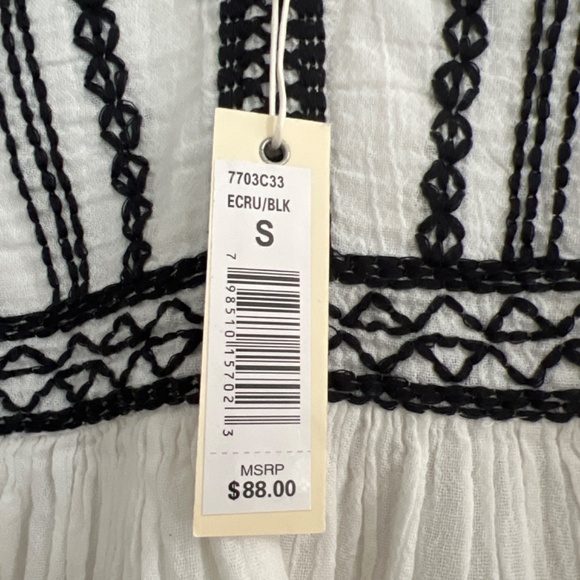 7703C33
ECRU/BLK
S
7 98510 15702 3
MSRP
$88.00